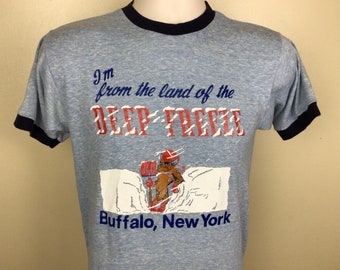 I'm
from the land of the
DEEP FREEZE
Buffalo, New York